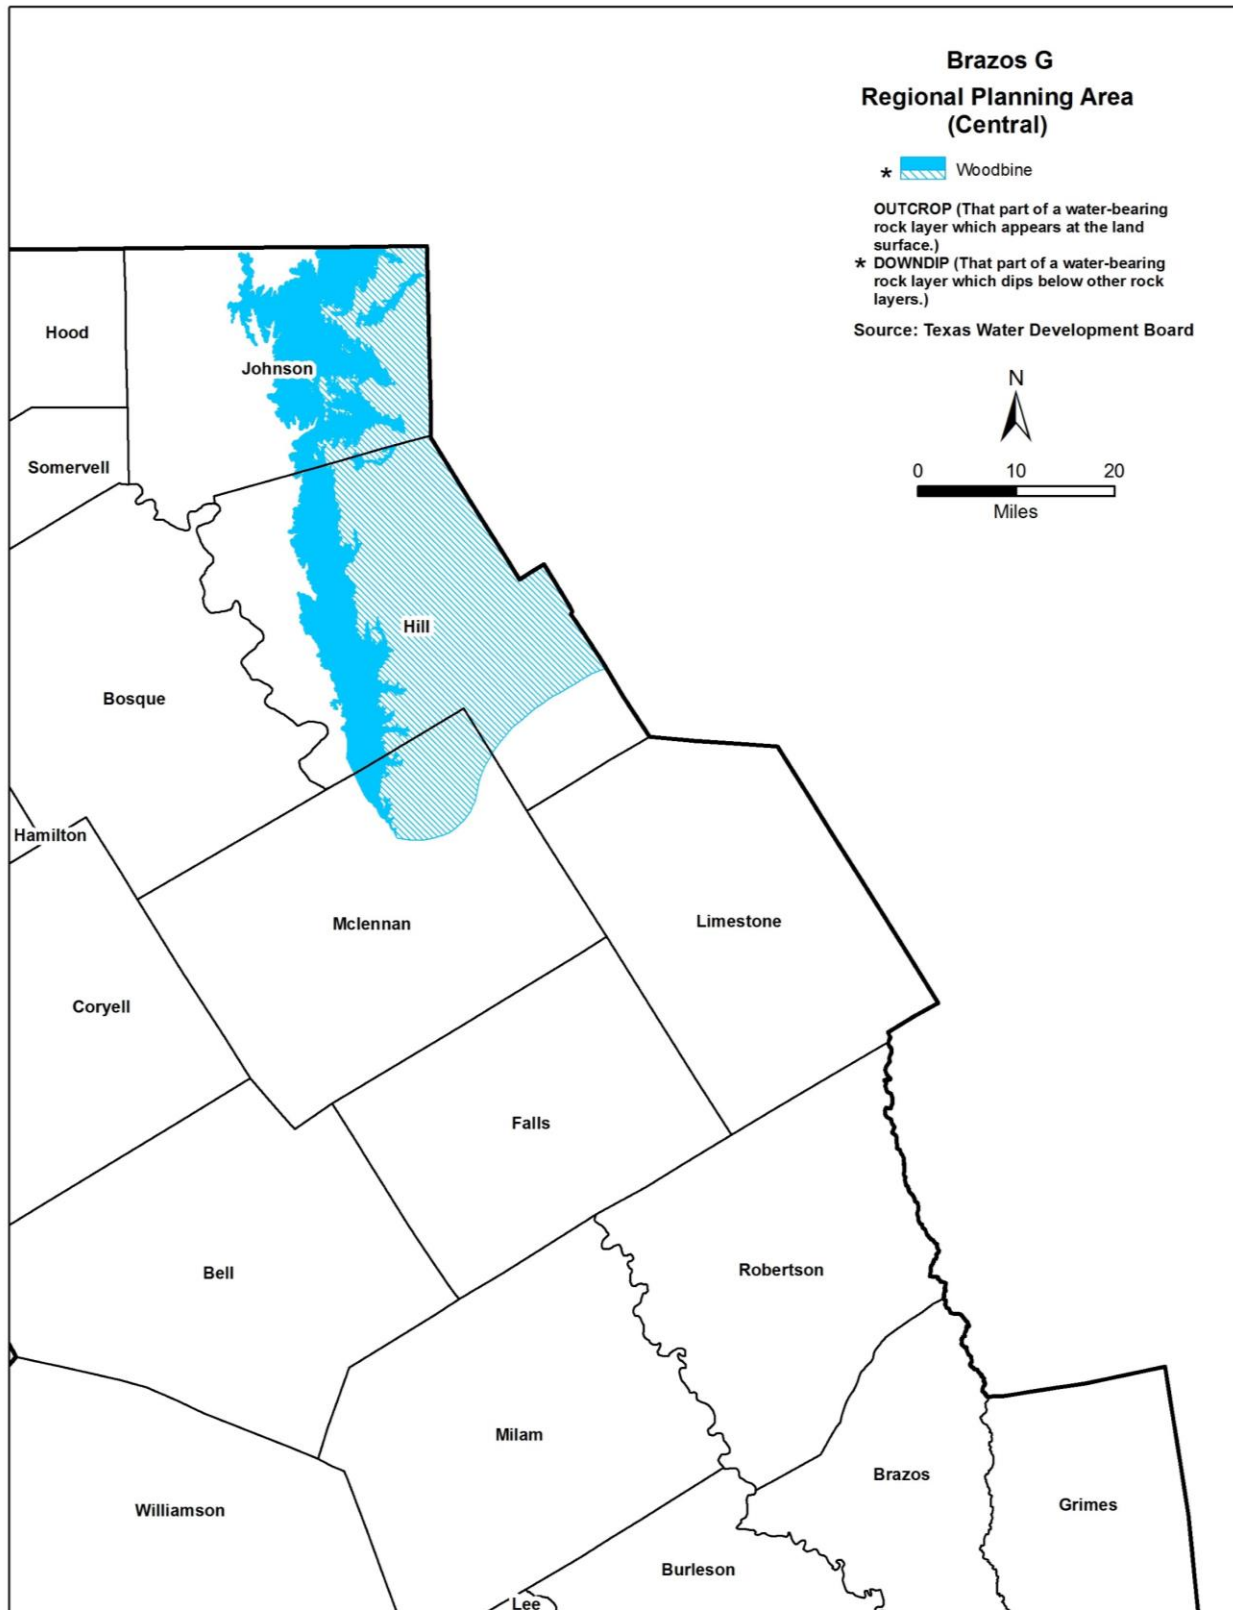 Brazos G
Regional Planning Area
(Central)
* Woodbine
OUTCROP (That part of a water-bearing
rock layer which appears at the land
surface.)
* DOWNDIP (That part of a water-bearing
rock layer which dips below other rock
layers.)
Source: Texas Water Development Board
N
0 10 20
Miles
Hood
Johnson
Somervell
Hill
Bosque
Hamilton
Mclennan
Limestone
Coryell
Falls
Bell
Robertson
Milam
Brazos
Williamson
Grimes
Burleson
Lee